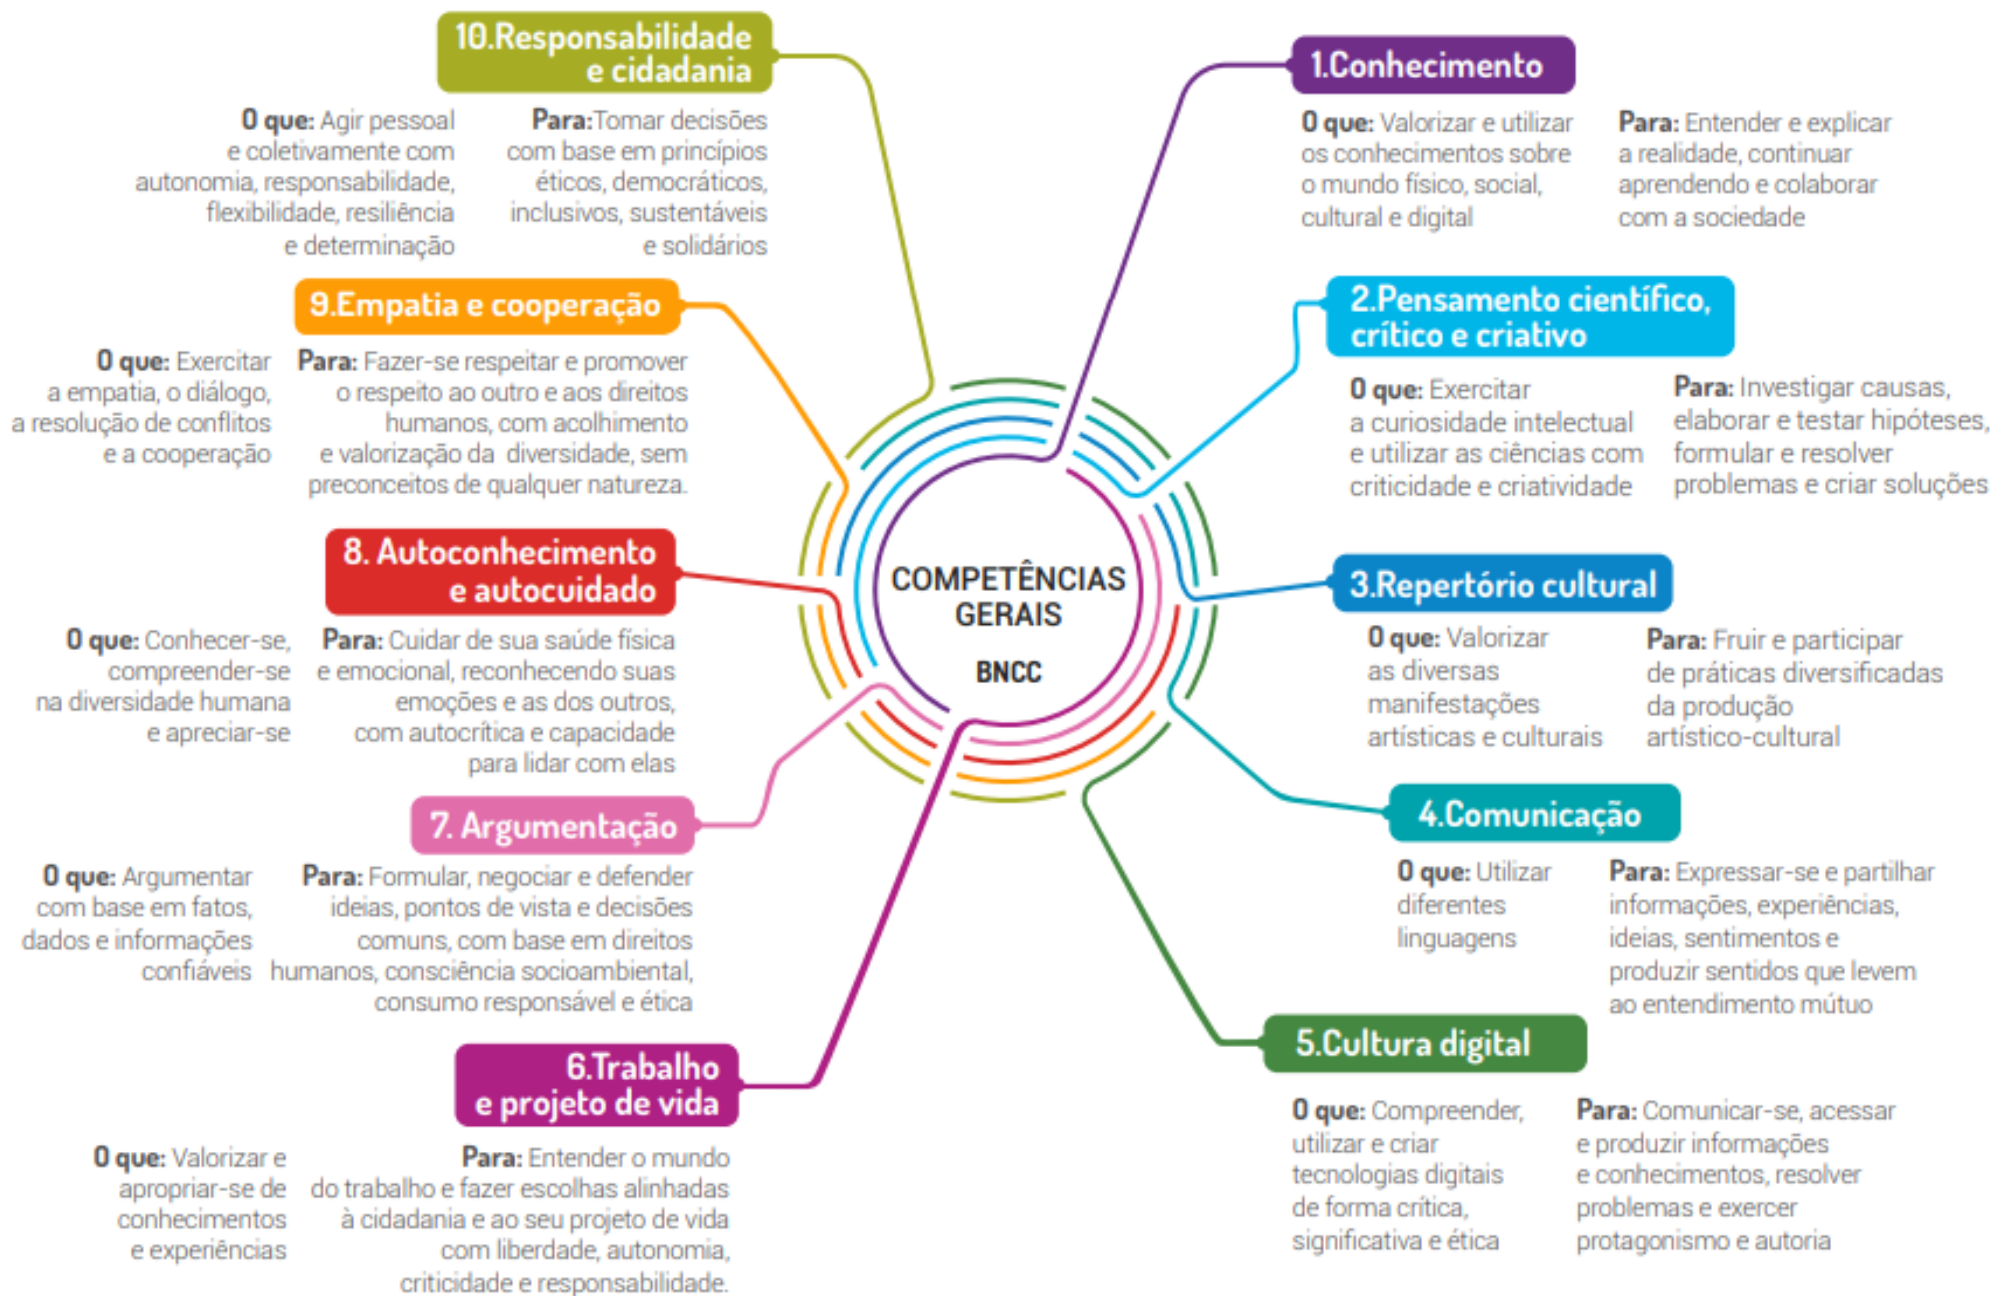 COMPETÊNCIAS
GERAIS
BNCC
1.Conhecimento
O que: Valorizar e utilizar
os conhecimentos sobre
o mundo físico, social,
cultural e digital
Para: Entender e explicar
a realidade, continuar
aprendendo e colaborar
com a sociedade
2.Pensamento científico,
crítico e criativo
O que: Exercitar
a curiosidade intelectual
e utilizar as ciências com
criticidade e criatividade
Para: Investigar causas,
elaborar e testar hipóteses,
formular e resolver
problemas e criar soluções
3.Repertório cultural
O que: Valorizar
as diversas
manifestações
artísticas e culturais
Para: Fruir e participar
de práticas diversificadas
da produção
artístico-cultural
4.Comunicação
O que: Utilizar
diferentes
linguagens
Para: Expressar-se e partilhar
informações, experiências,
ideias, sentimentos e
produzir sentidos que levem
ao entendimento mútuo
5.Cultura digital
O que: Compreender,
utilizar e criar
tecnologias digitais
de forma crítica,
significativa e ética
Para: Comunicar-se, acessar
e produzir informações
e conhecimentos, resolver
problemas e exercer
protagonismo e autoria
6.Trabalho
e projeto de vida
O que: Valorizar e
apropriar-se de
conhecimentos
e experiências
Para: Entender o mundo
do trabalho e fazer escolhas alinhadas
à cidadania e ao seu projeto de vida
com liberdade, autonomia,
criticidade e responsabilidade.
7. Argumentação
O que: Argumentar
com base em fatos,
dados e informações
confiáveis
Para: Formular, negociar e defender
ideias, pontos de vista e decisões
comuns, com base em direitos
humanos, consciência socioambiental,
consumo responsável e ética
8. Autoconhecimento
e autocuidado
O que: Conhecer-se,
compreender-se
na diversidade humana
e apreciar-se
Para: Cuidar de sua saúde física
e emocional, reconhecendo suas
emoções e as dos outros,
com autocrítica e capacidade
para lidar com elas
9.Empatia e cooperação
O que: Exercitar
a empatia, o diálogo,
a resolução de conflitos
e a cooperação
Para: Fazer-se respeitar e promover
o respeito ao outro e aos direitos
humanos, com acolhimento
e valorização da diversidade, sem
preconceitos de qualquer natureza.
10.Responsabilidade
e cidadania
O que: Agir pessoal
e coletivamente com
autonomia, responsabilidade,
flexibilidade, resiliência
e determinação
Para:Tomar decisões
com base em princípios
éticos, democráticos,
inclusivos, sustentáveis
e solidários